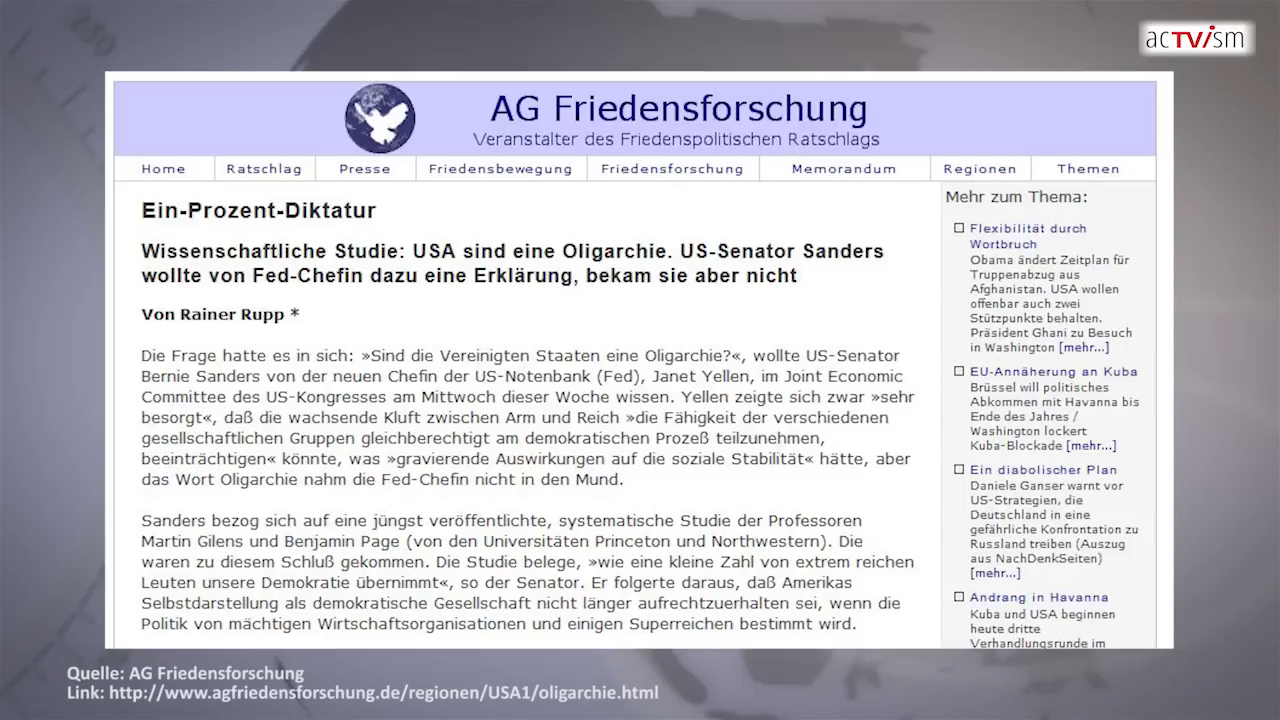 acTVism
250
AG Friedensforschung
Veranstalter des Friedenspolitischen Ratschlags
Home Ratschlag Presse Friedensbewegung Friedensforschung Memorandum Regionen Themen
Ein-Prozent-Diktatur
Wissenschaftliche Studie: USA sind eine Oligarchie. US-Senator Sanders
wollte von Fed-Chefin dazu eine Erklärung, bekam sie aber nicht
Von Rainer Rupp *
Die Frage hatte es in sich: »Sind die Vereinigten Staaten eine Oligarchie?«, wollte US-Senator
Bernie Sanders von der neuen Chefin der US-Notenbank (Fed), Janet Yellen, im Joint Economic
Committee des US-Kongresses am Mittwoch dieser Woche wissen. Yellen zeigte sich zwar »sehr
besorgt«, daß die wachsende Kluft zwischen Arm und Reich »die Fähigkeit der verschiedenen
gesellschaftlichen Gruppen gleichberechtigt am demokratischen Prozeß teilzunehmen,
beeinträchtigen« könnte, was »gravierende Auswirkungen auf die soziale Stabilität« hätte, aber
das Wort Oligarchie nahm die Fed-Chefin nicht in den Mund.
Sanders bezog sich auf eine jüngst veröffentlichte, systematische Studie der Professoren
Martin Gilens und Benjamin Page (von den Universitäten Princeton und Northwestern). Die
waren zu diesem Schluß gekommen. Die Studie belege, »wie eine kleine Zahl von extrem reichen
Leuten unsere Demokratie übernimmt«, so der Senator. Er folgerte daraus, daß Amerikas
Selbstdarstellung als demokratische Gesellschaft nicht länger aufrechtzuerhalten sei, wenn die
Politik von mächtigen Wirtschaftsorganisationen und einigen Superreichen bestimmt wird.
Mehr zum Thema:
Flexibilität durch
Wortbruch
Obama ändert Zeitplan für
Truppenabzug aus
Afghanistan. USA wollen
offenbar auch zwei
Stützpunkte behalten.
Präsident Ghani zu Besuch
in Washington [mehr...]
EU-Annäherung an Kuba
Brüssel will politisches
Abkommen mit Havanna bis
Ende des Jahres /
Washington lockert
Kuba-Blockade [mehr...]
Ein diabolischer Plan
Daniele Ganser warnt vor
US-Strategien, die
Deutschland in eine
gefährliche Konfrontation zu
Russland treiben (Auszug
aus NachDenkSeiten)
[mehr...]
Andrang in Havanna
Kuba und USA beginnen
heute dritte
Verhandlungsrunde im
Quelle: AG Friedensforschung
Link: http://www.agfriedensforschung.de/regionen/USA1/oligarchie.html